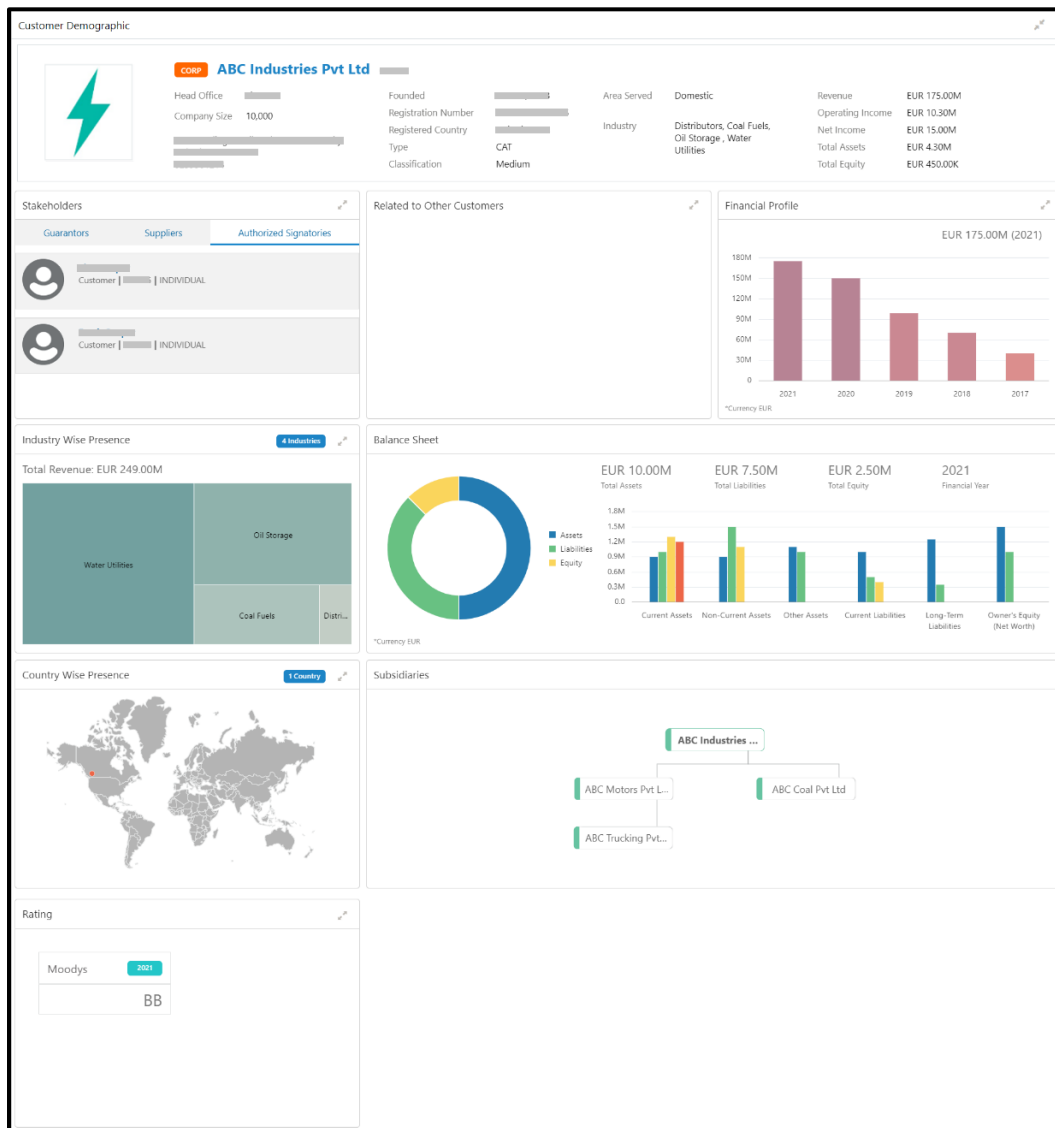 Customer Demographic
CORP ABC Industries Pvt Ltd
Head Office
Company Size 10,000
Founded
Registration Number
Registered Country
Type CAT
Classification Medium
Area Served Domestic
Industry Distributors, Coal Fuels,
Oil Storage , Water
Utilities
Revenue EUR 175.00M
Operating Income EUR 10.30M
Net Income EUR 15.00M
Total Assets EUR 4.30M
Total Equity EUR 450.00K
Stakeholders
Guarantors Suppliers Authorized Signatories
Customer | | INDIVIDUAL
Customer | | INDIVIDUAL
Related to Other Customers
Financial Profile
EUR 175.00M (2021)
180M
150M
120M
90M
60M
30M
0
2021 2020 2019 2018 2017
*Currency EUR
Industry Wise Presence 4 Industries
Total Revenue: EUR 249.00M
Water Utilities
Oil Storage
Coal Fuels
Distri...
Balance Sheet
Assets
Liabilities
Equity
*Currency EUR
EUR 10.00M EUR 7.50M EUR 2.50M 2021
Total Assets Total Liabilities Total Equity Financial Year
1.8M
1.5M
1.2M
0.9M
0.6M
0.3M
0.0
Current Assets Non-Current Assets Other Assets Current Liabilities Long-Term Owner's Equity
Liabilities (Net Worth)
Country Wise Presence 1 Country
Subsidiaries
ABC Industries ...
ABC Motors Pvt L... ABC Coal Pvt Ltd
ABC Trucking Pvt...
Rating
Moodys 2021
BB